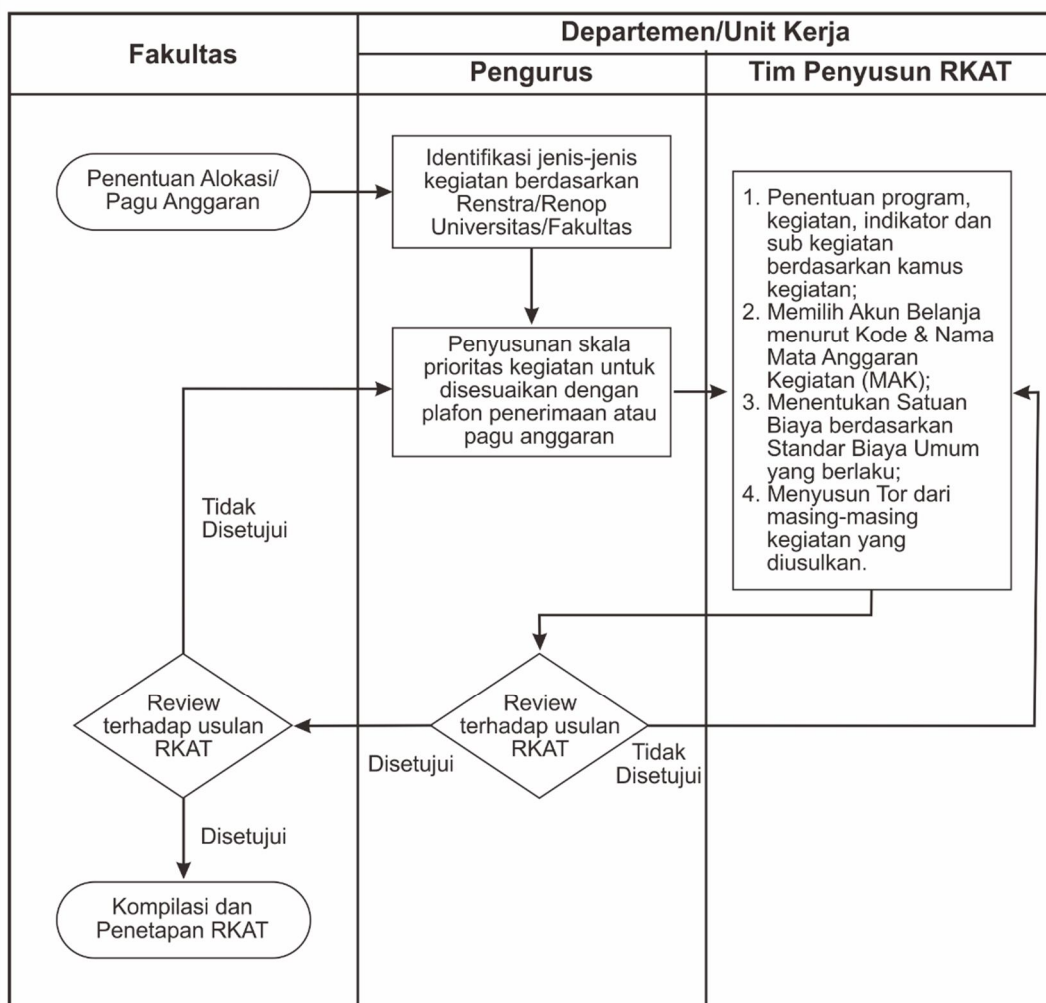 Fakultas
Departemen/Unit Kerja
Pengurus
Tim Penyusun RKAT
Penentuan Alokasi/
Pagu Anggaran
Identifikasi jenis-jenis
kegiatan berdasarkan
Renstra/Renop
Universitas/Fakultas
Penyusunan skala
prioritas kegiatan untuk
disesuaikan dengan
plafon penerimaan atau
pagu anggaran
1. Penentuan program,
kegiatan, indikator dan
sub kegiatan
berdasarkan kamus
kegiatan;
2. Memilih Akun Belanja
menurut Kode & Nama
Mata Anggaran
Kegiatan (MAK);
3. Menentukan Satuan
Biaya berdasarkan
Standar Biaya Umum
yang berlaku;
4. Menyusun Tor dari
masing-masing
kegiatan yang
diusulkan.
Tidak
Disetujui
Review
terhadap usulan
RKAT
Disetujui
Review
terhadap usulan
RKAT
Tidak
Disetujui
Disetujui
Kompilasi dan
Penetapan RKAT